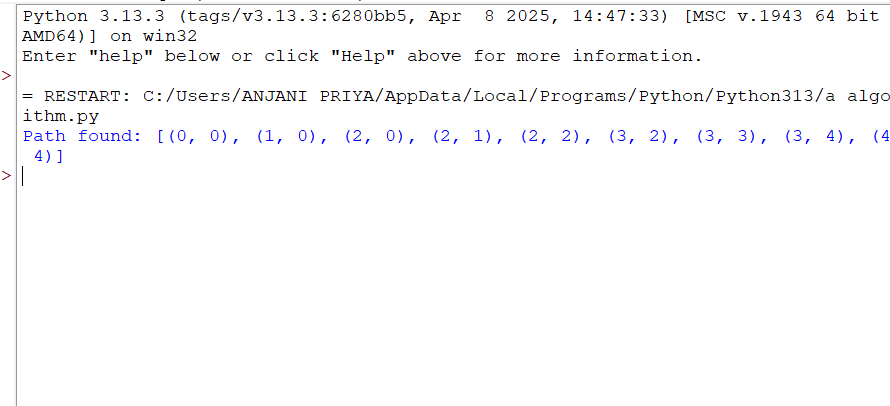 Python 3.13.3 (tags/v3.13.3:6280bb5, Apr  8 2025, 14:47:33) [MSC v.1943 64 bit
AMD64)] on win32
Enter "help" below or click "Help" above for more information.
>
= RESTART: C:/Users/ANJANI PRIYA/AppData/Local/Programs/Python/Python313/a algo
ithm.py
Path found: [(0, 0), (1, 0), (2, 0), (2, 1), (2, 2), (3, 2), (3, 3), (3, 4), (4
 4)]
>